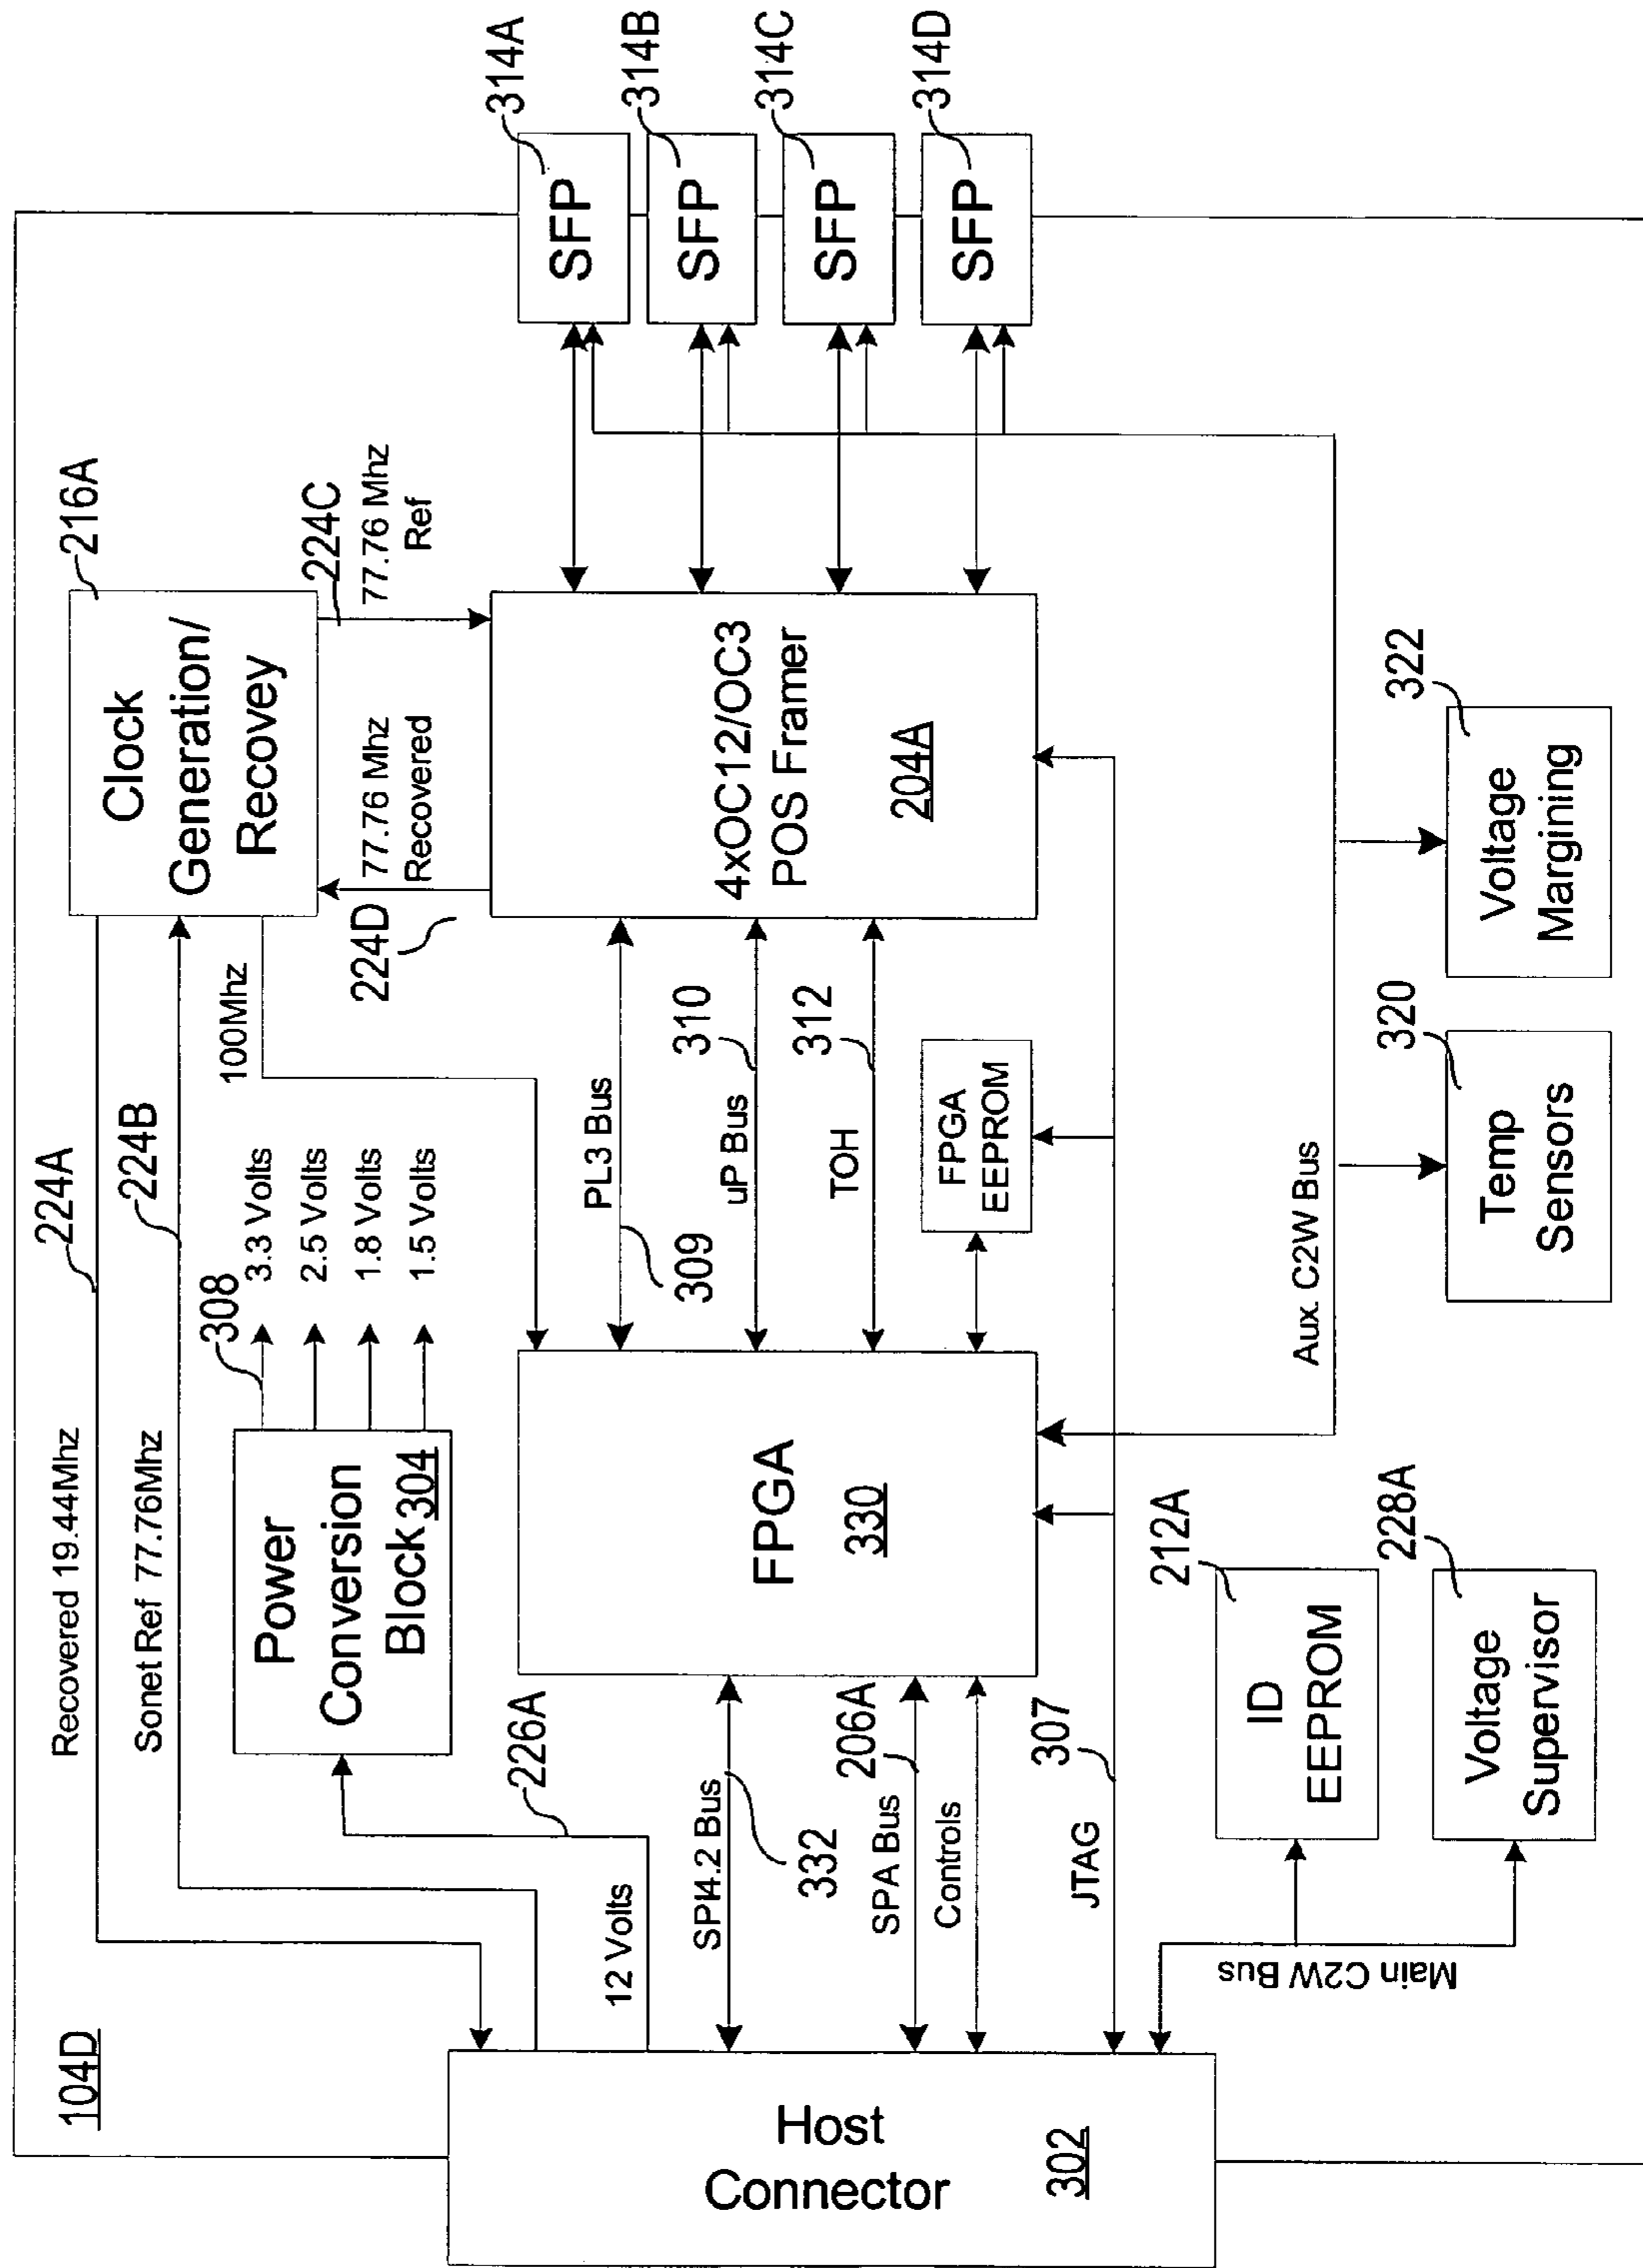 104D
Host
Connector
302
Recovered 19.44Mhz
224A
Sonet Ref 77.76Mhz
224B
12 Volts
226A
Power
Conversion
Block 304
308
3.3 Volts
2.5 Volts
1.8 Volts
1.5 Volts
100Mhz
Clock
Generation/
Recovey
216A
224D
77.76 Mhz
Recovered
224C
77.76 Mhz
Ref
SPI4.2 Bus
332
SPA Bus
206A
Controls
JTAG
307
FPGA
330
PL3 Bus
309
uP Bus
310
TOH
312
FPGA
EEPROM
4xOC12/OC3
POS Framer
204A
SFP
314A
SFP
314B
SFP
314C
SFP
314D
Main C2W Bus
ID
EEPROM
212A
Voltage
Supervisor
228A
Aux. C2W Bus
Temp
Sensors
320
Voltage
Margining
322